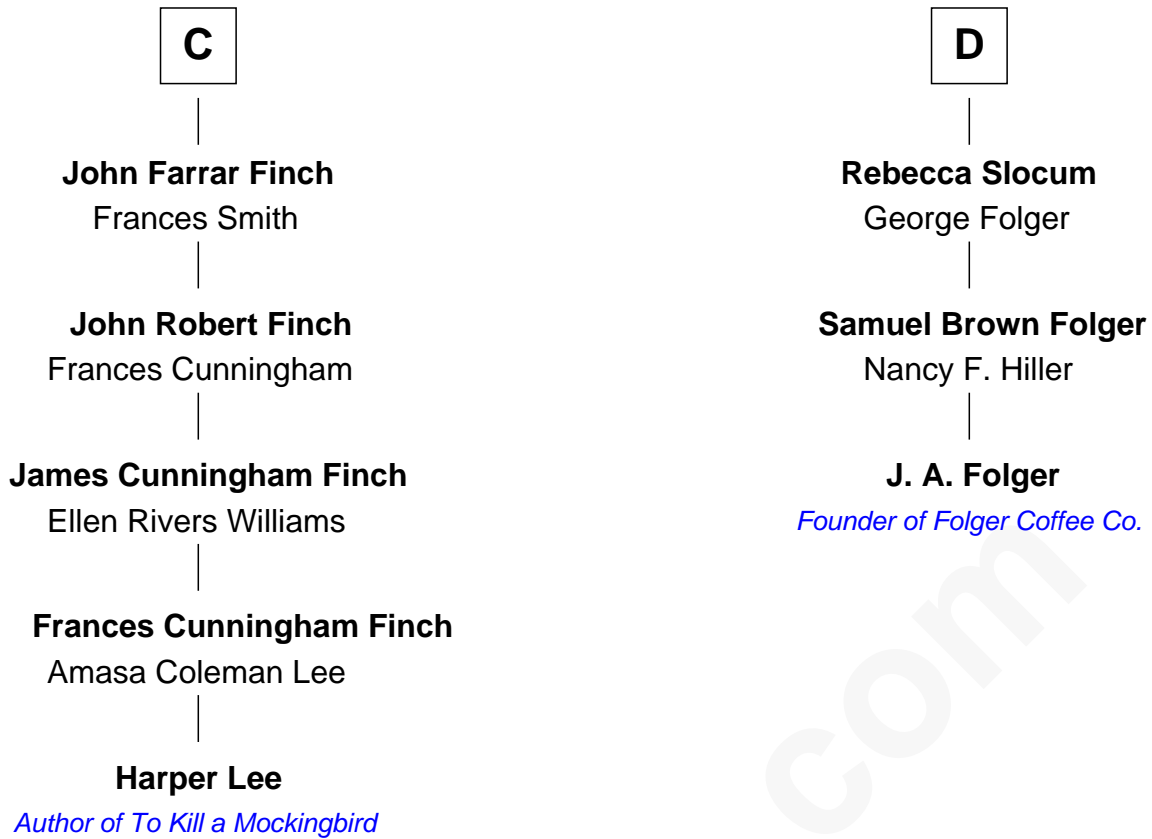 C
John Farrar Finch
Frances Smith
John Robert Finch
Frances Cunningham
James Cunningham Finch
Ellen Rivers Williams
Frances Cunningham Finch
Amasa Coleman Lee
Harper Lee
Author of To Kill a Mockingbird
D
Rebecca Slocum
George Folger
Samuel Brown Folger
Nancy F. Hiller
J. A. Folger
Founder of Folger Coffee Co.
com